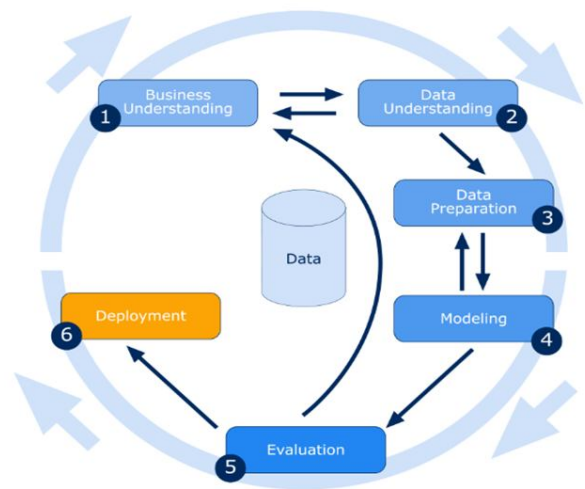 Business
Understanding
1
Data
Understanding
2
Data
Preparation
3
Data
Deployment
6
Modeling
4
Evaluation
5